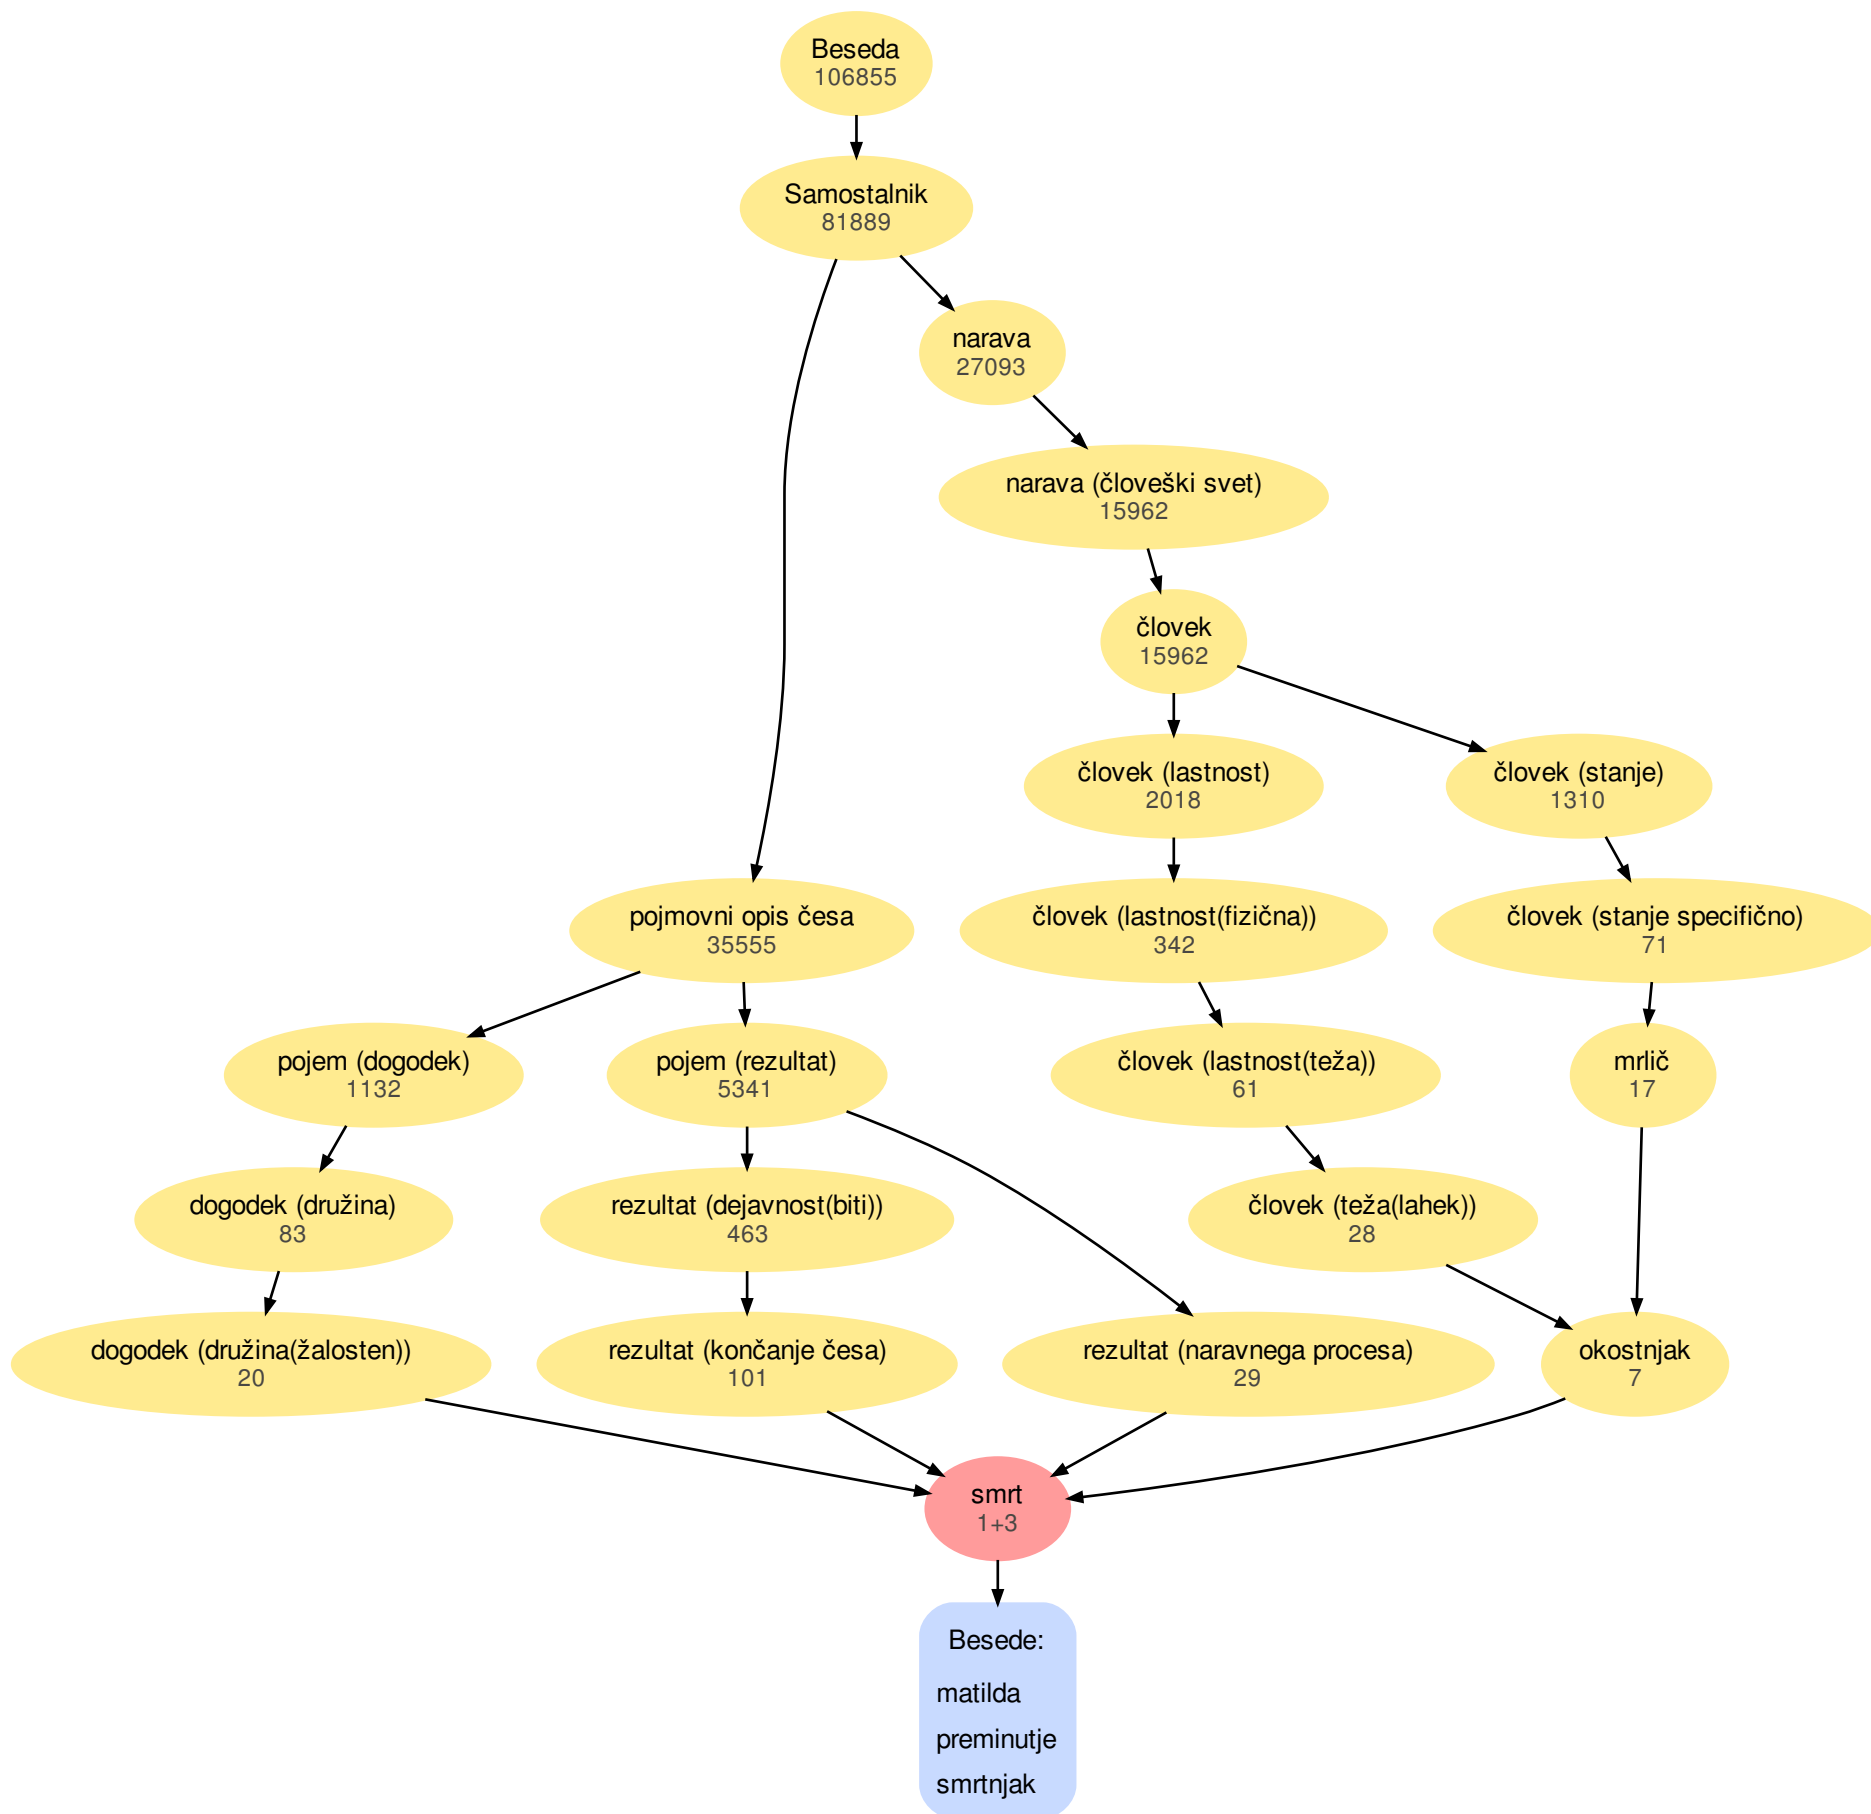 Beseda
106855
Samostalnik
81889
narava
27093
narava (človeški svet)
15962
človek
15962
človek (lastnost)
2018
človek (stanje)
1310
pojmovni opis česa
35555
človek (lastnost(fizična))
342
človek (stanje specifično)
71
pojem (dogodek)
1132
pojem (rezultat)
5341
človek (lastnost(teža))
61
mrlič
17
dogodek (družina)
83
rezultat (dejavnost(biti))
463
človek (teža(lahek))
28
dogodek (družina(žalosten))
20
rezultat (končanje česa)
101
rezultat (naravnega procesa)
29
okostnjak
7
smrt
1+3
Besede:
matilda
preminutje
smrtnjak